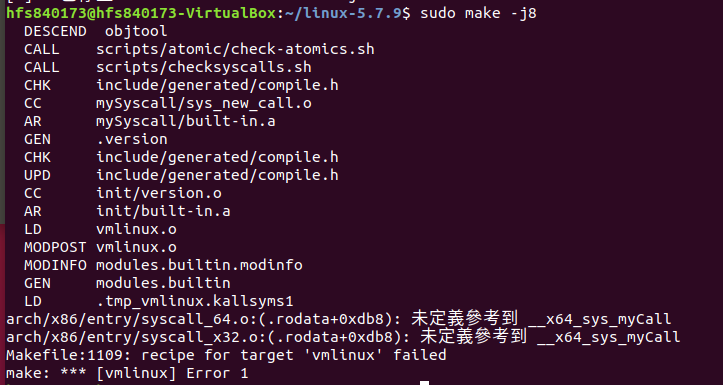 hfs840173@hfs840173-VirtualBox:~/linux-5.7.9$ sudo make -j8
DESCEND  objtool
CALL    scripts/atomic/check-atomics.sh
CALL    scripts/checksyscalls.sh
CHK     include/generated/compile.h
CC      mySyscall/sys_new_call.o
AR      mySyscall/built-in.a
GEN     .version
CHK     include/generated/compile.h
UPD     include/generated/compile.h
CC      init/version.o
AR      init/built-in.a
LD      vmlinux.o
MODPOST vmlinux.o
MODINFO modules.builtin.modinfo
GEN     modules.builtin
LD      .tmp_vmlinux.kallsyms1
arch/x86/entry/syscall_64.o:(.rodata+0xdb8): 未定義參考到 __x64_sys_myCall
arch/x86/entry/syscall_x32.o:(.rodata+0xdb8): 未定義參考到 __x64_sys_myCall
Makefile:1109: recipe for target 'vmlinux' failed
make: *** [vmlinux] Error 1